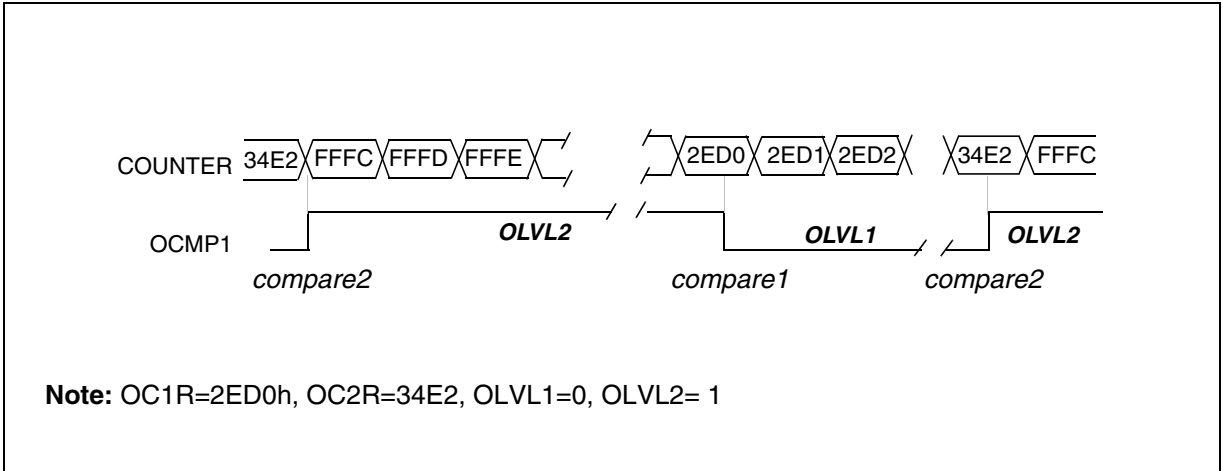 COUNTER 34E2 FFFC FFFD FFFE 2ED0 2ED1 2ED2 34E2 FFFC
OCMP1 OLVL2 OLVL1 OLVL2
compare2 compare1 compare2
Note: OC1R=2ED0h, OC2R=34E2, OLVL1=0, OLVL2= 1